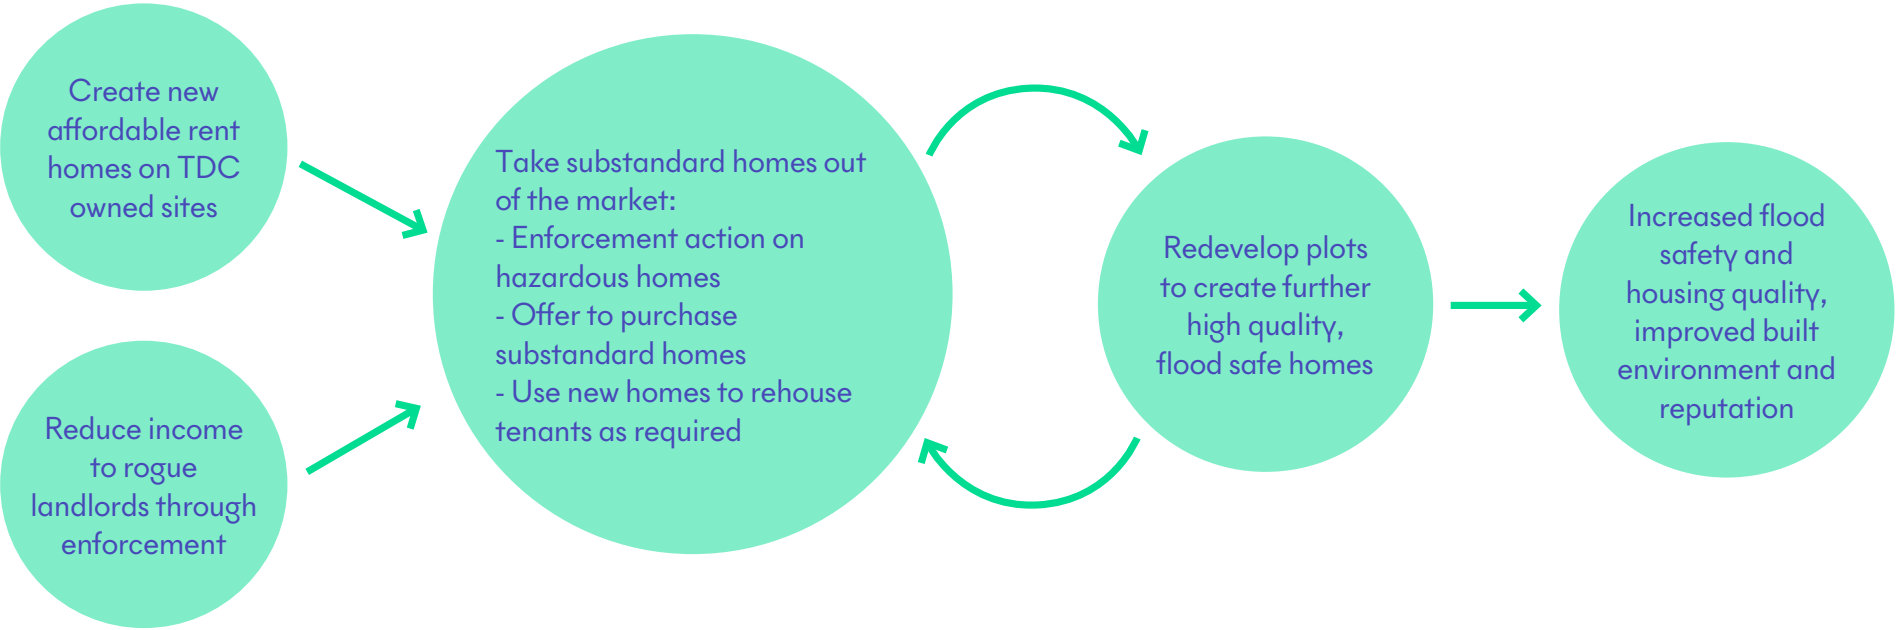 Create new
affordable rent
homes on TDC
owned sites
Reduce income
to rogue
landlords through
enforcement
Take substandard homes out
of the market:
- Enforcement action on
hazardous homes
- Offer to purchase
substandard homes
- Use new homes to rehouse
tenants as required
Redevelop plots
to create further
high quality,
flood safe homes
Increased flood
safety and
housing quality,
improved built
environment and
reputation